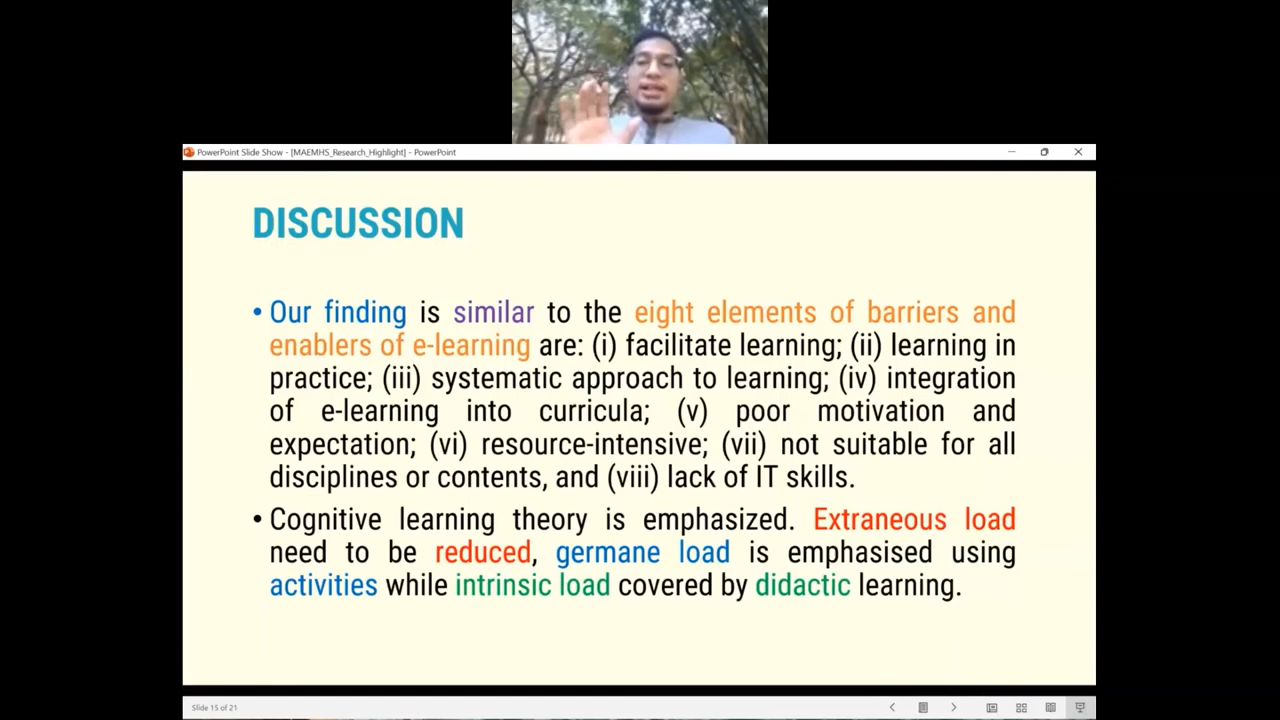 PowerPoint Slide Show - [MAEMHS_Research_Highlight] - PowerPoint
DISCUSSION
• Our finding is similar to the eight elements of barriers and
enablers of e-learning are: (i) facilitate learning; (ii) learning in
practice; (iii) systematic approach to learning; (iv) integration
of e-learning into curricula; (v) poor motivation and
expectation; (vi) resource-intensive; (vii) not suitable for all
disciplines or contents, and (viii) lack of IT skills.
• Cognitive learning theory is emphasized. Extraneous load
need to be reduced, germane load is emphasised using
activities while intrinsic load covered by didactic learning.
Slide 15 of 21